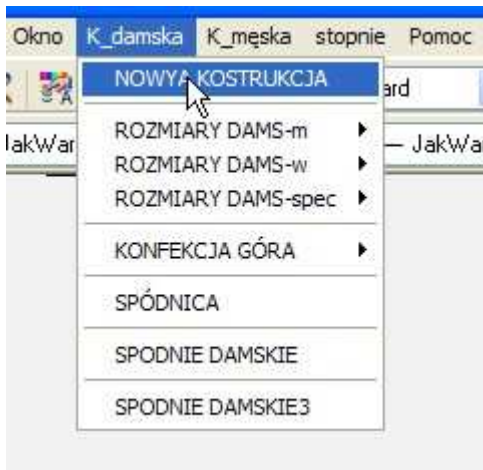 Okno K_damska K_męska stopnie Pomoc
NOWYA KOSTRUKCJA
ard
JakWar
— JakWa
ROZMIARY DAMS-m
ROZMIARY DAMS-w
ROZMIARY DAMS-spec
KONFEKCJA GÓRA
SPÓDNICA
SPODNIE DAMSKIE
SPODNIE DAMSKIE3